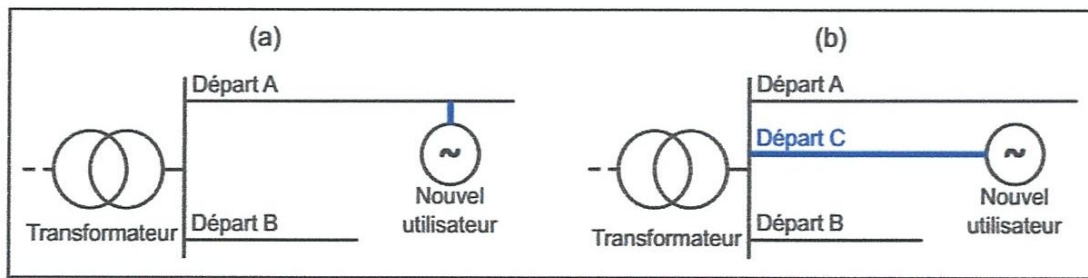 (a)
Départ A
~
Nouvel
utilisateur
Transformateur
Départ B
(b)
Départ A
Départ C
~
Nouvel
utilisateur
Transformateur
Départ B